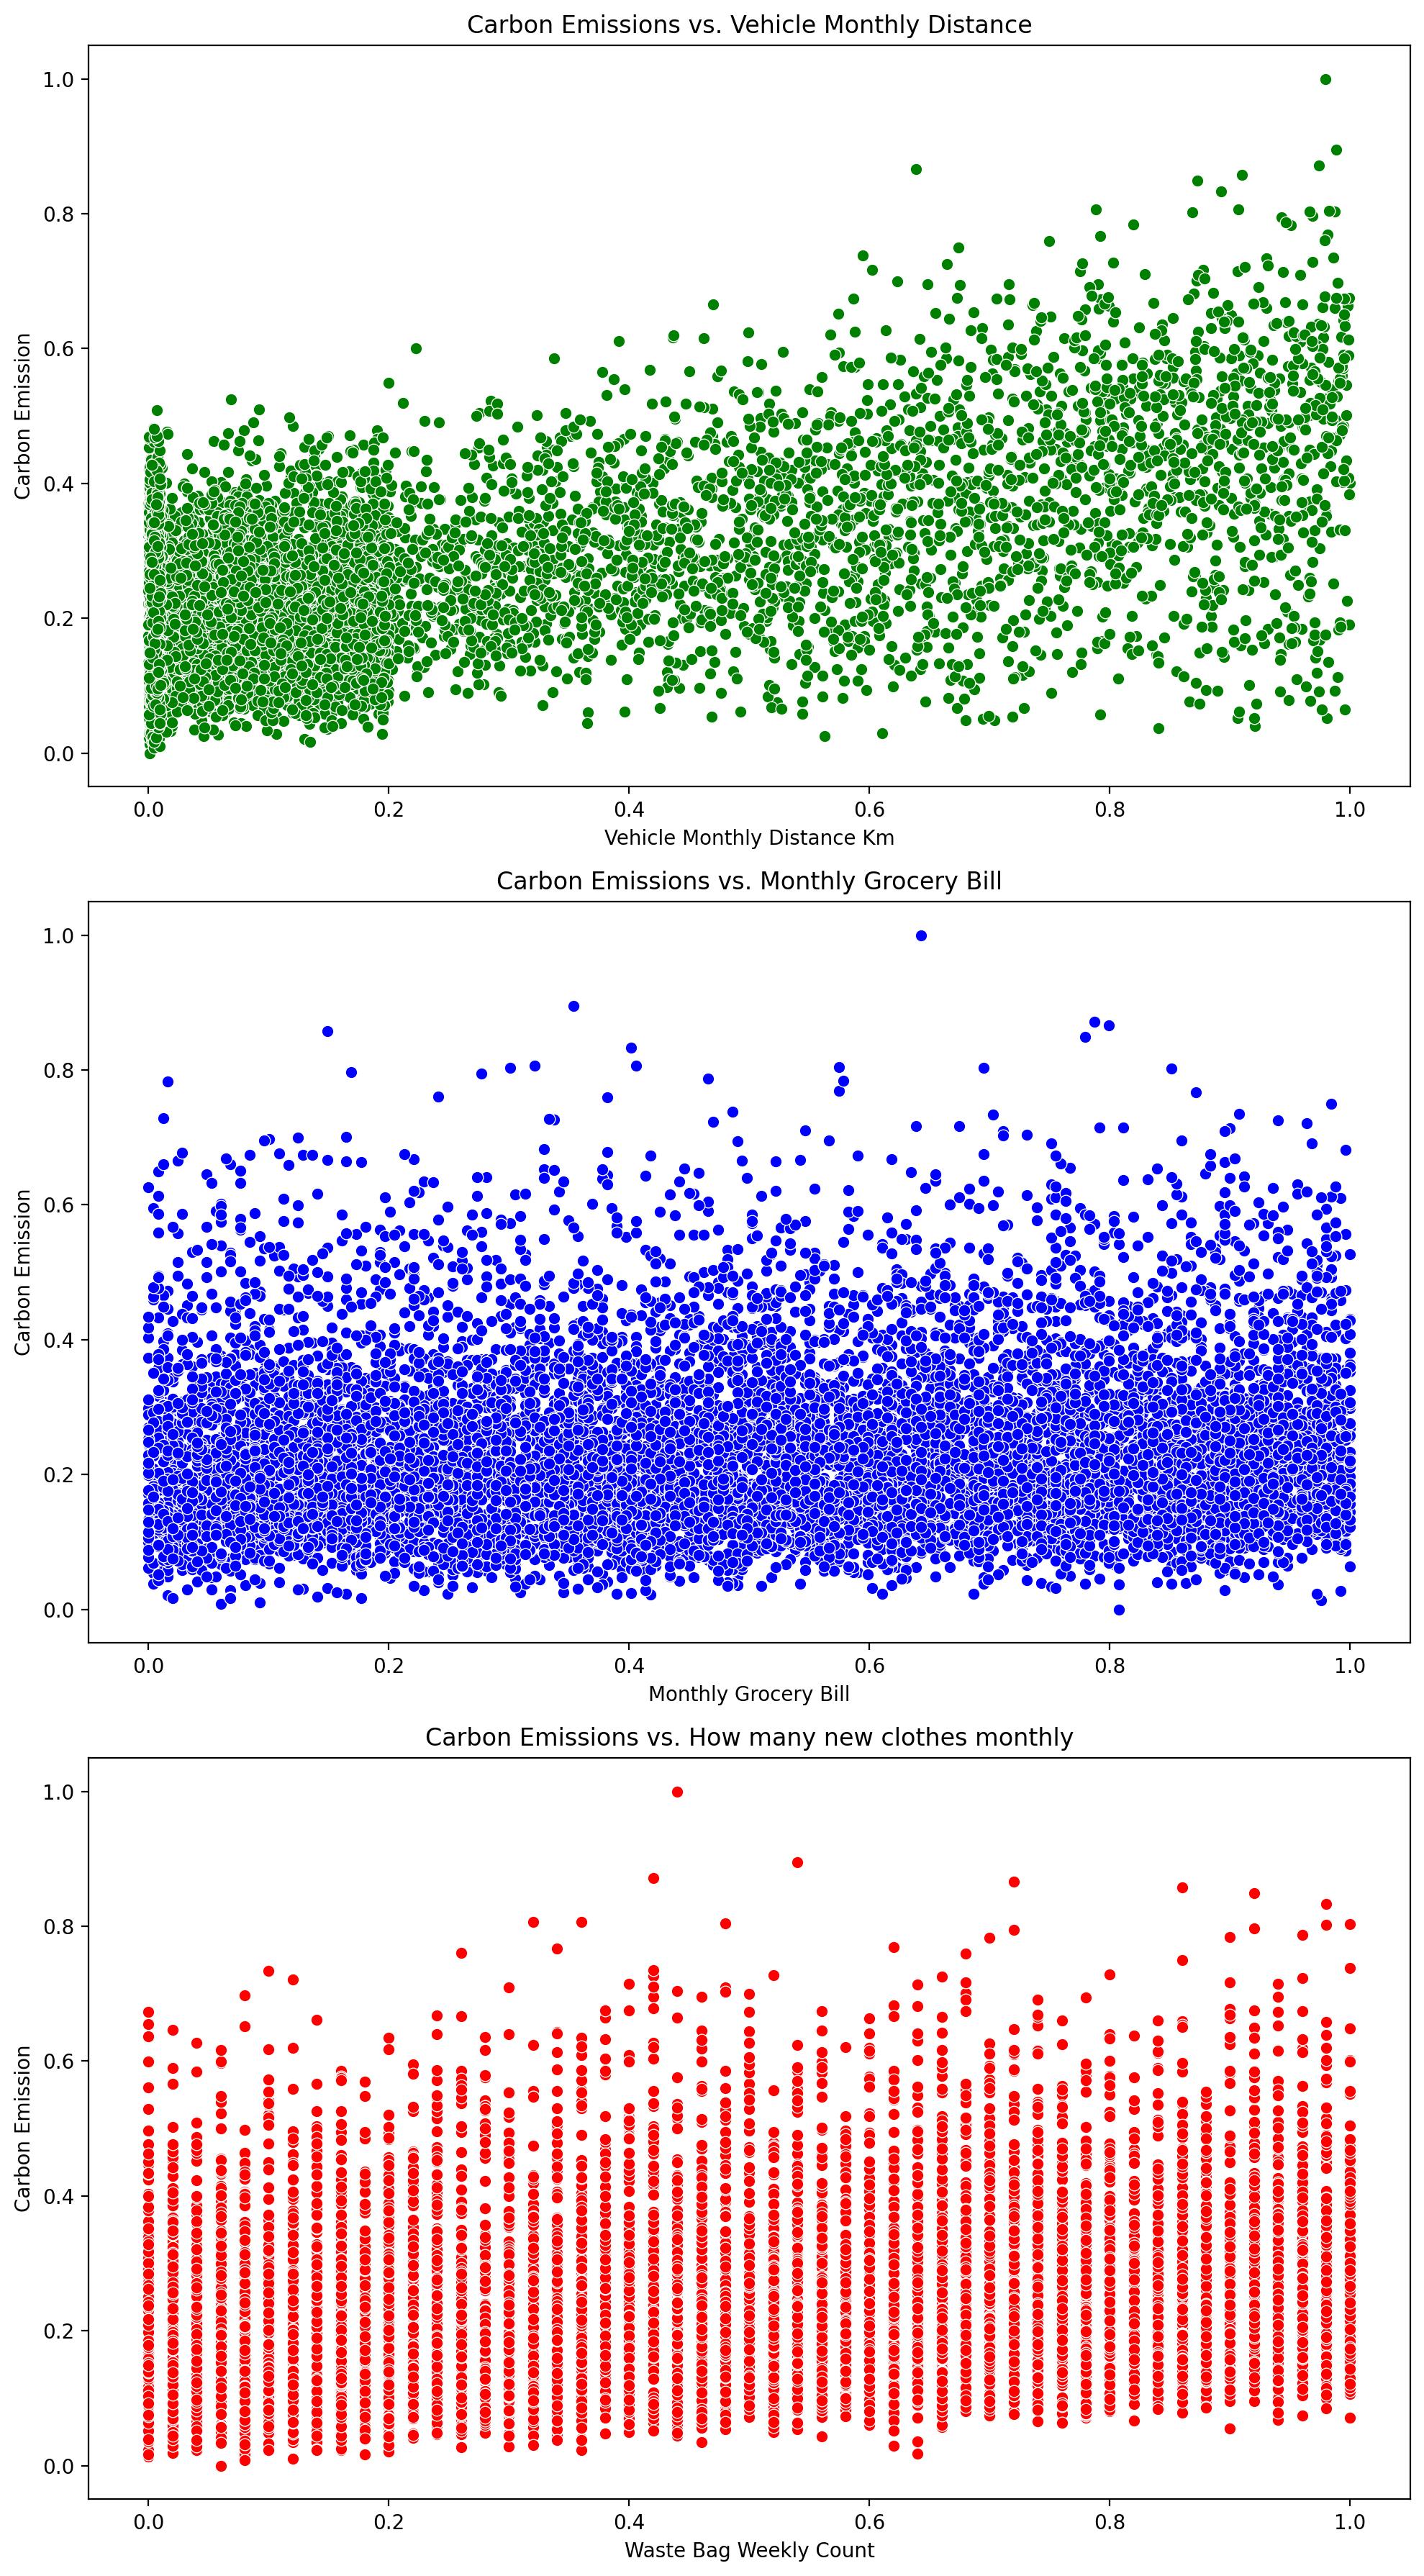 Carbon Emissions vs. Vehicle Monthly Distance
1.0
0.8
0.6
0.4
0.2
0.0
Carbon Emission
0.0 0.2 0.4 0.6 0.8 1.0
Vehicle Monthly Distance Km
Carbon Emissions vs. Monthly Grocery Bill
1.0
0.8
0.6
0.4
0.2
0.0
Carbon Emission
0.0 0.2 0.4 0.6 0.8 1.0
Monthly Grocery Bill
Carbon Emissions vs. How many new clothes monthly
1.0
0.8
0.6
0.4
0.2
0.0
Carbon Emission
0.0 0.2 0.4 0.6 0.8 1.0
Waste Bag Weekly Count